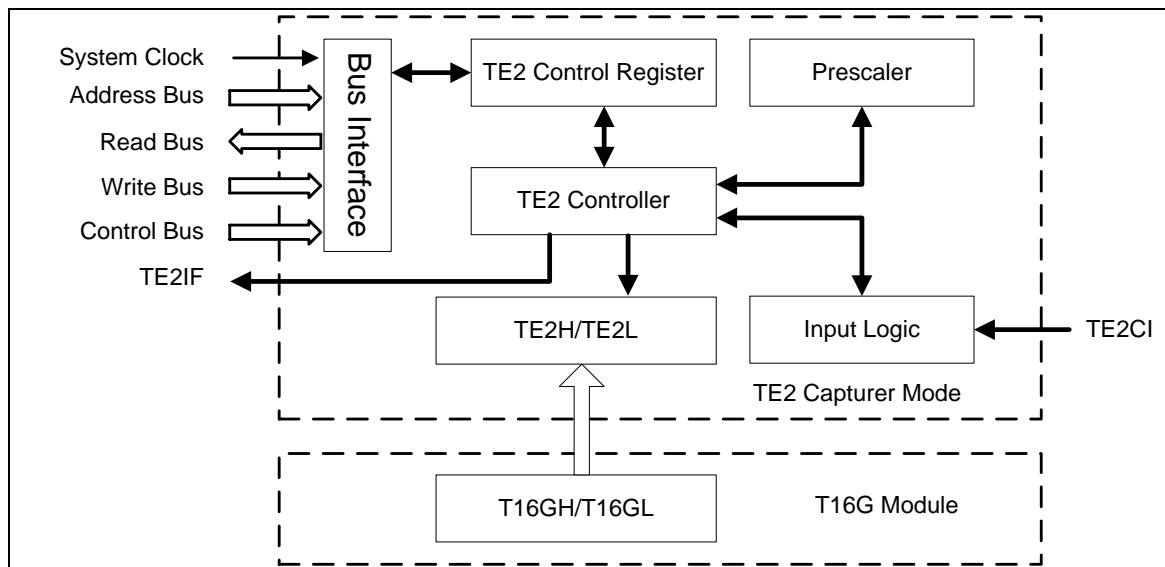 System Clock
Address Bus
Read Bus
Write Bus
Control Bus
TE2IF
Bus Interface
TE2 Control Register
Prescaler
TE2 Controller
TE2H/TE2L
Input Logic
TE2CI
TE2 Capturer Mode
T16GH/T16GL
T16G Module